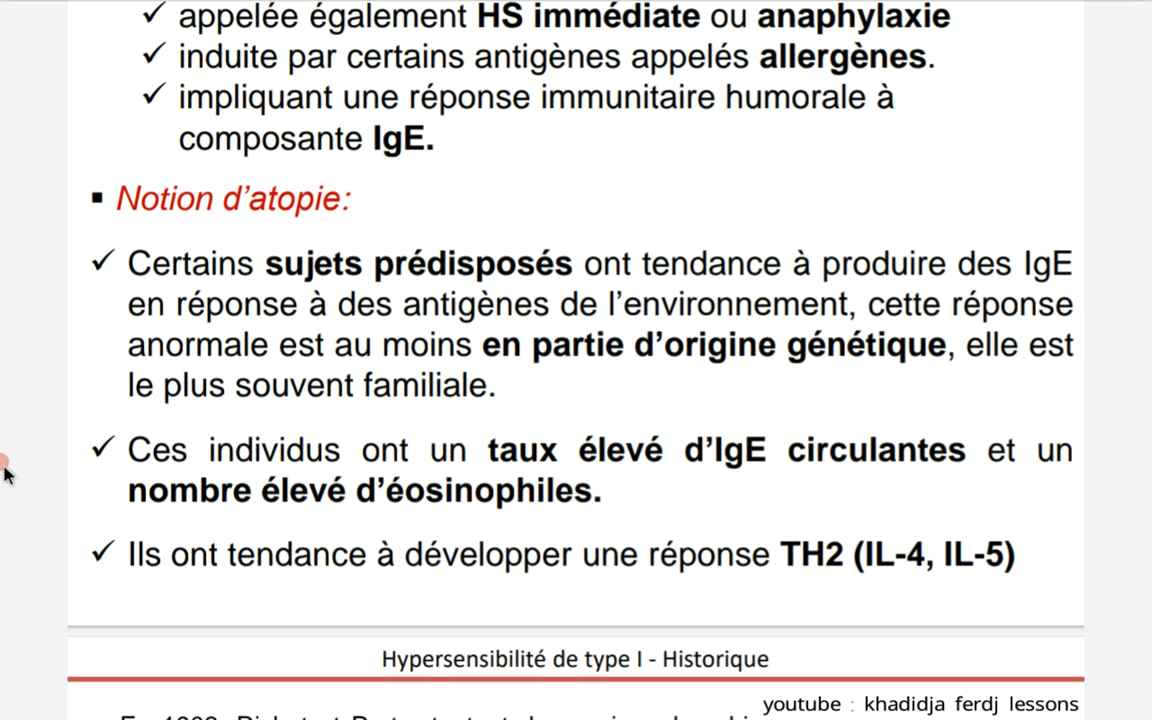 ✓ appelée également HS immédiate ou anaphylaxie
✓ induite par certains antigènes appelés allergènes.
✓ impliquant une réponse immunitaire humorale à
composante IgE.
▪ Notion d’atopie:
✓ Certains sujets prédisposés ont tendance à produire des IgE
en réponse à des antigènes de l’environnement, cette réponse
anormale est au moins en partie d’origine génétique, elle est
le plus souvent familiale.
✓ Ces individus ont un taux élevé d’IgE circulantes et un
nombre élevé d’éosinophiles.
✓ Ils ont tendance à développer une réponse TH2 (IL-4, IL-5)
Hypersensibilité de type I - Historique
youtube : khadidja ferdj lessons